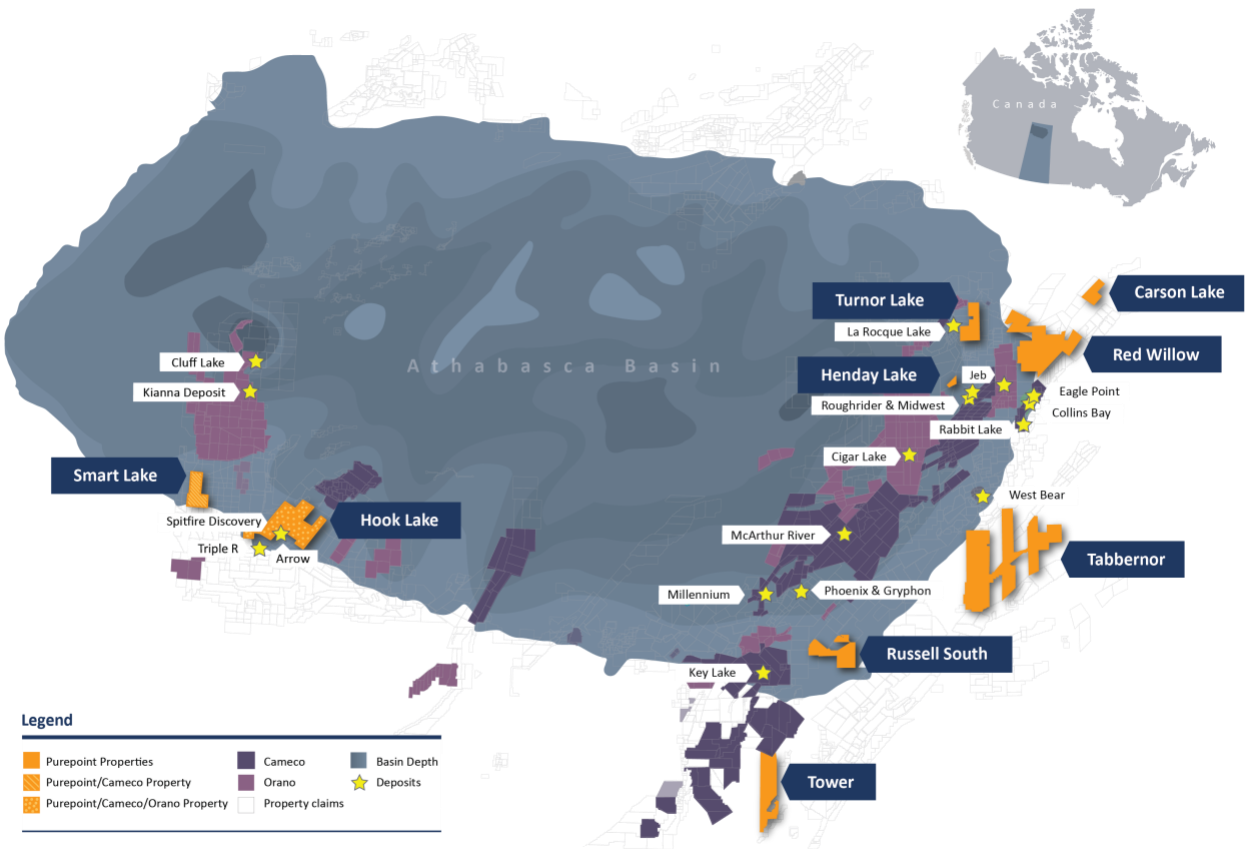 Canada
Athabasca Basin
Carson Lake
Turnor Lake
La Rocque Lake
Red Willow
Henday Lake
Jeb
Roughrider & Midwest
Eagle Point
Collins Bay
Rabbit Lake
Cluff Lake
Kianna Deposit
Cigar Lake
Smart Lake
West Bear
Spitfire Discovery
Hook Lake
McArthur River
Triple R
Arrow
Tabbernor
Millennium
Phoenix & Gryphon
Russell South
Key Lake
Tower
Legend
Purepoint Properties
Purepoint/Cameco Property
Purepoint/Cameco/Orano Property
Cameco
Orano
Property claims
Basin Depth
Deposits